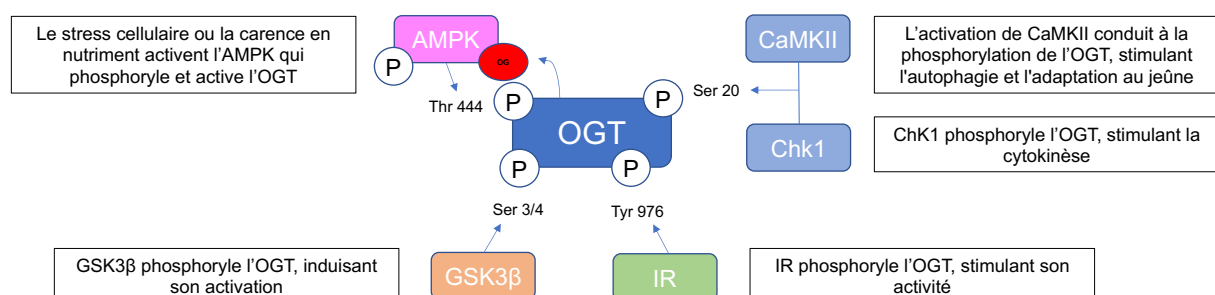 Le stress cellulaire ou la carence en
nutriment activent l'AMPK qui
phosphoryle et active l'OGT
AMPK
P
OG
Thr 444
P
OGT
P
P
P
Ser 20
CaMKII
Chk1
L'activation de CaMKII conduit à la
phosphorylation de l'OGT, stimulant
l'autophagie et l'adaptation au jeûne
ChK1 phosphoryle l'OGT, stimulant la
cytokinèse
Ser 3/4
Tyr 976
GSK3β phosphoryle l'OGT, induisant
son activation
GSK3β
IR
IR phosphoryle l'OGT, stimulant son
activité